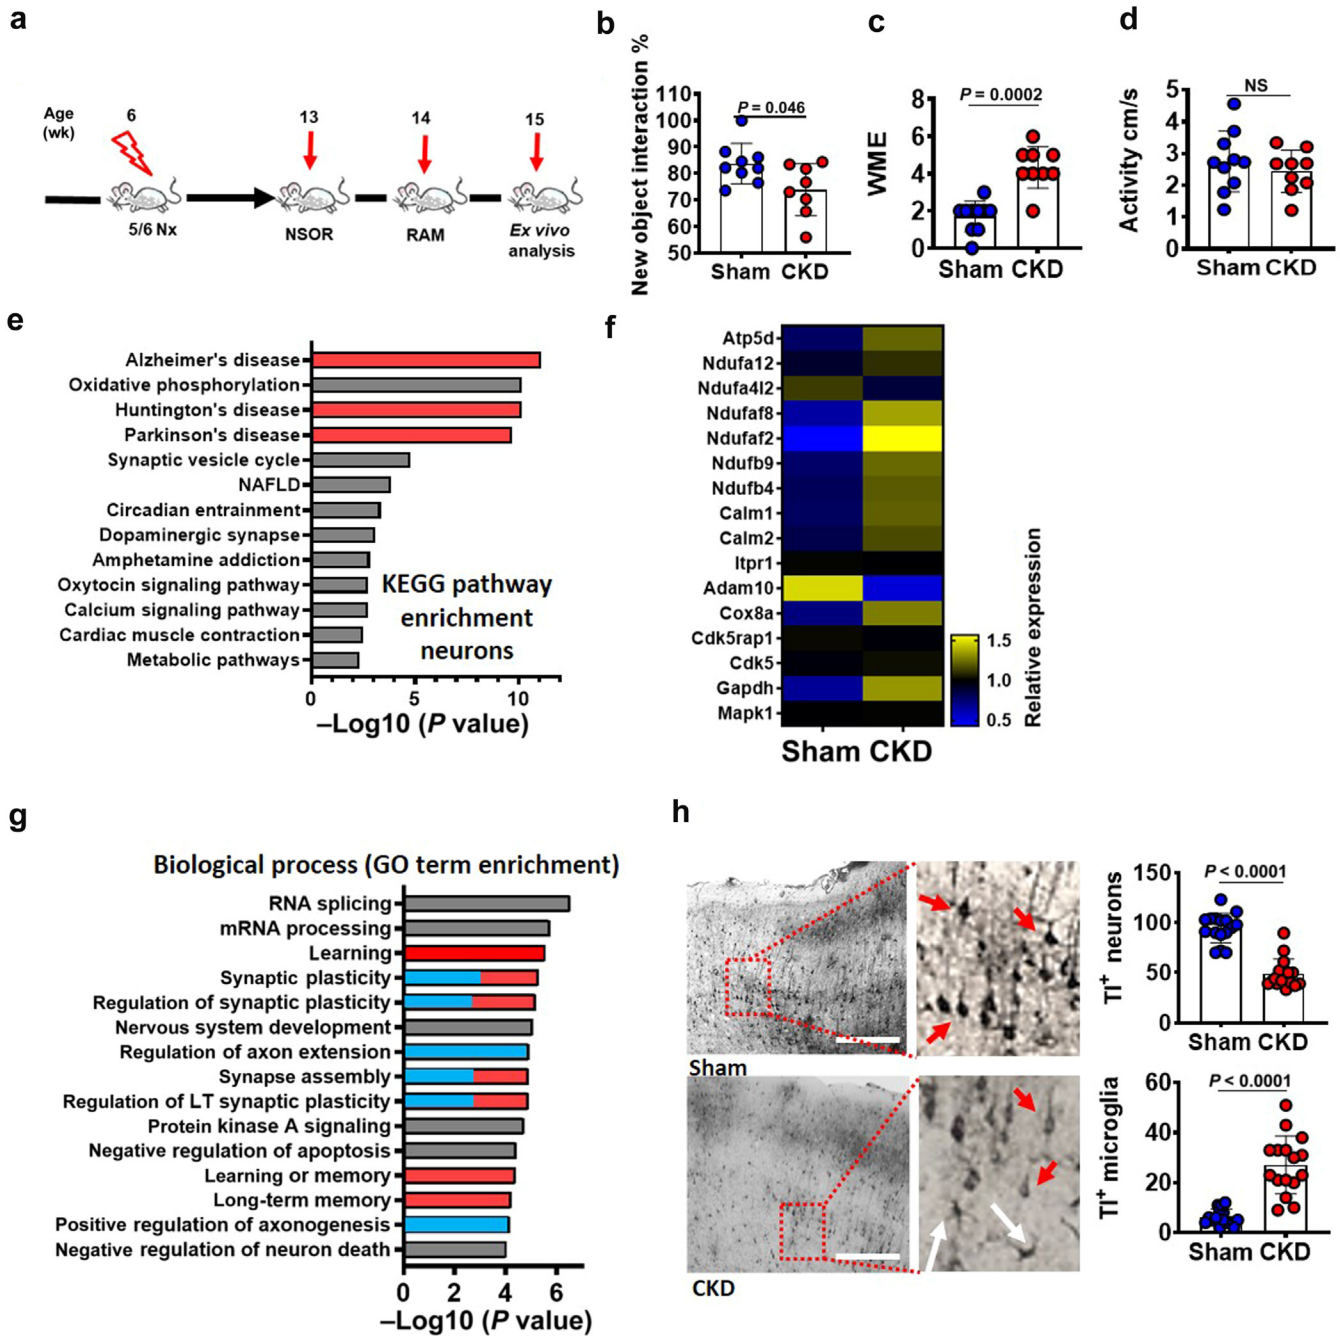 a
Age
(wk)
6
13
14
15
5/6 Nx
NSOR
RAM
Ex vivo
analysis
b
New object interaction %
110
100
90
80
70
60
50
P = 0.046
Sham CKD
c
WME
8
6
4
2
0
P = 0.0002
Sham CKD
d
Activity cm/s
5
4
3
2
1
0
NS
Sham CKD
e
Alzheimer's disease
Oxidative phosphorylation
Huntington's disease
Parkinson's disease
Synaptic vesicle cycle
NAFLD
Circadian entrainment
Dopaminergic synapse
Amphetamine addiction
Oxytocin signaling pathway
Calcium signaling pathway
Cardiac muscle contraction
Metabolic pathways
KEGG pathway
enrichment
neurons
0 5 10
–Log10 (P value)
f
Atp5d
Ndufa12
Ndufa4l2
Ndufaf8
Ndufaf2
Ndufb9
Ndufb4
Calm1
Calm2
Itpr1
Adam10
Cox8a
Cdk5rap1
Cdk5
Gapdh
Mapk1
Sham CKD
1.5
1.0
0.5
Relative expression
g
Biological process (GO term enrichment)
RNA splicing
mRNA processing
Learning
Synaptic plasticity
Regulation of synaptic plasticity
Nervous system development
Regulation of axon extension
Synapse assembly
Regulation of LT synaptic plasticity
Protein kinase A signaling
Negative regulation of apoptosis
Learning or memory
Long-term memory
Positive regulation of axonogenesis
Negative regulation of neuron death
0 2 4 6
–Log10 (P value)
h
Sham
CKD
TI+ neurons
150
100
50
0
P < 0.0001
Sham CKD
TI+ microglia
60
40
20
0
P < 0.0001
Sham CKD